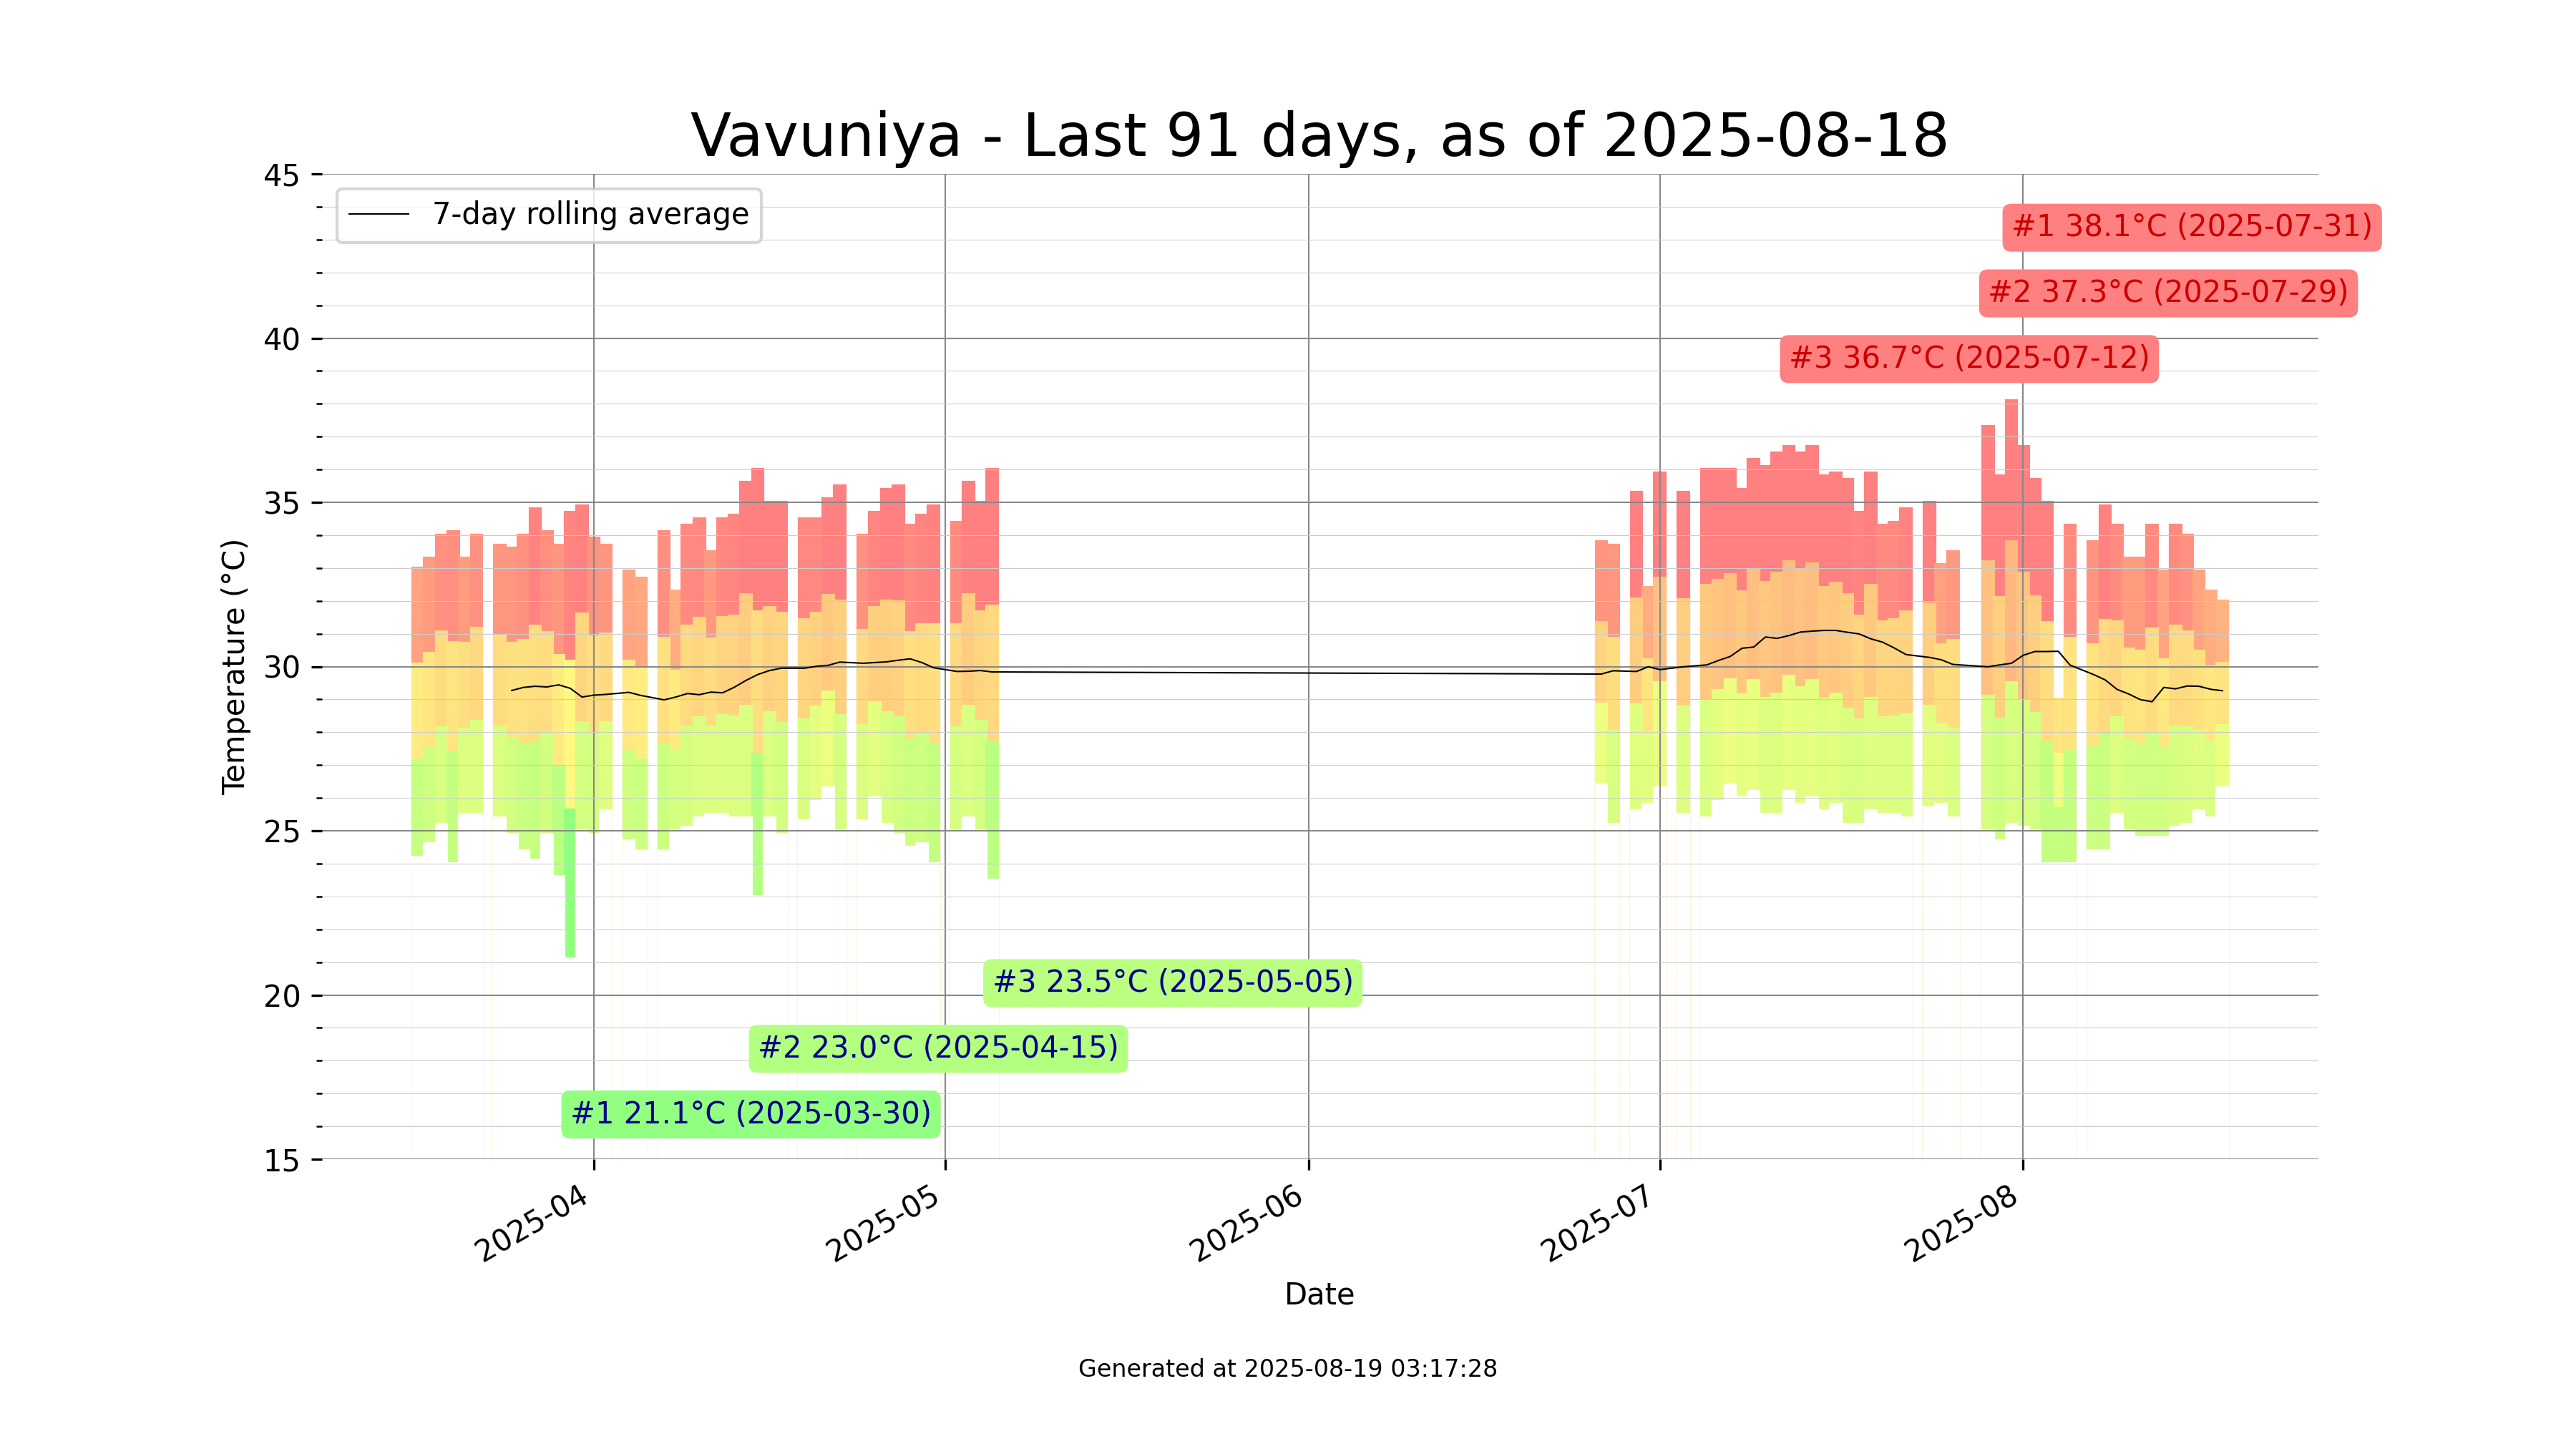 Vavuniya - Last 91 days, as of 2025-08-18
45
7-day rolling average
#1 38.1°C (2025-07-31)
#2 37.3°C (2025-07-29)
40
#3 36.7°C (2025-07-12)
35
Temperature (°C)
30
25
#3 23.5°C (2025-05-05)
20
#2 23.0°C (2025-04-15)
#1 21.1°C (2025-03-30)
15
2025-04
2025-05
2025-06
2025-07
2025-08
Date
Generated at 2025-08-19 03:17:28